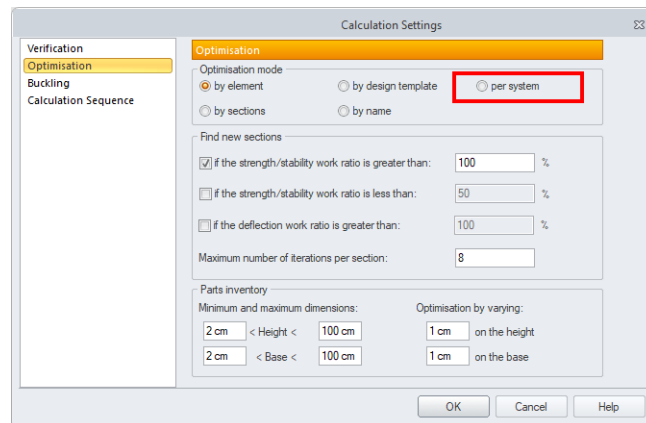 Calculation Settings
Verification
Optimisation
Buckling
Calculation Sequence
Optimisation
Optimisation mode
by element by design template per system
by sections by name
Find new sections
if the strength/stability work ratio is greater than: 100 %
if the strength/stability work ratio is less than: 50 %
if the deflection work ratio is greater than: 100 %
Maximum number of iterations per section: 8
Parts inventory
Minimum and maximum dimensions: Optimisation by varying:
2 cm < Height < 100 cm 1 cm on the height
2 cm < Base < 100 cm 1 cm on the base
OK Cancel Help